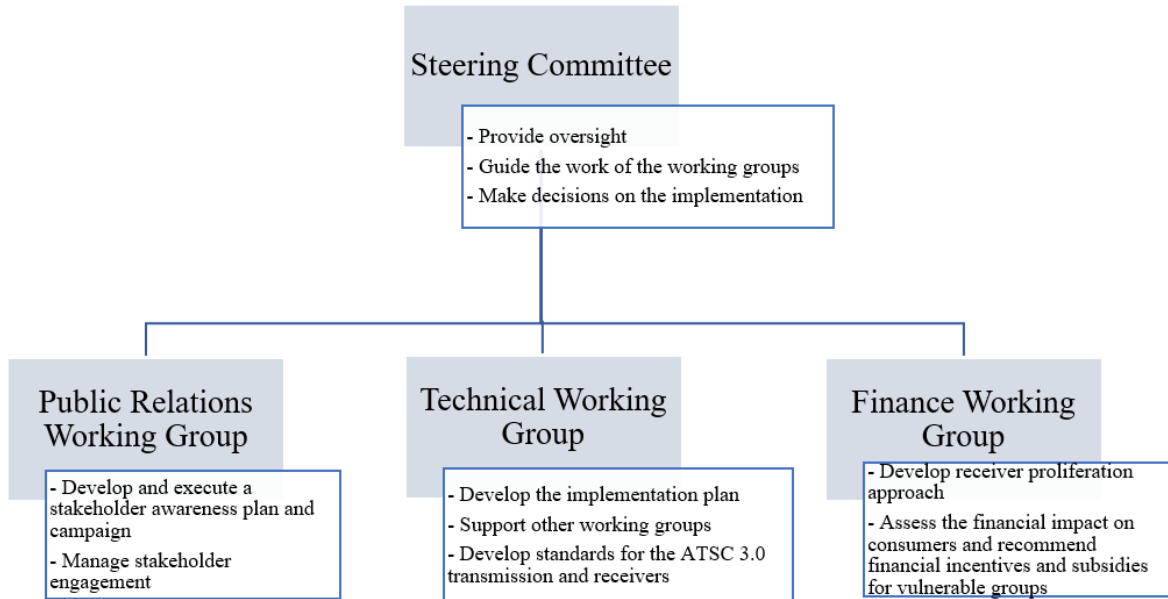 Steering Committee
- Provide oversight
- Guide the work of the working groups
- Make decisions on the implementation
Public Relations
Working Group
- Develop and execute a
stakeholder awareness plan and
campaign
- Manage stakeholder
engagement
Technical Working
Group
- Develop the implementation plan
- Support other working groups
- Develop standards for the ATSC 3.0
transmission and receivers
Finance Working
Group
- Develop receiver proliferation
approach
- Assess the financial impact on
consumers and recommend
financial incentives and subsidies
for vulnerable groups